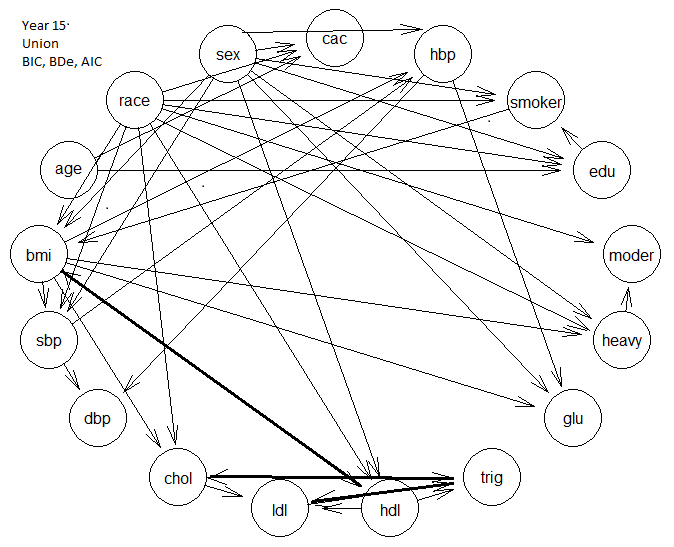 Year 15·
Union
BIC, BDe, AIC
cac
sex
hbp
race
smoker
age
edu
bmi
moder
sbp
heavy
dbp
glu
chol
trig
ldl
hdl